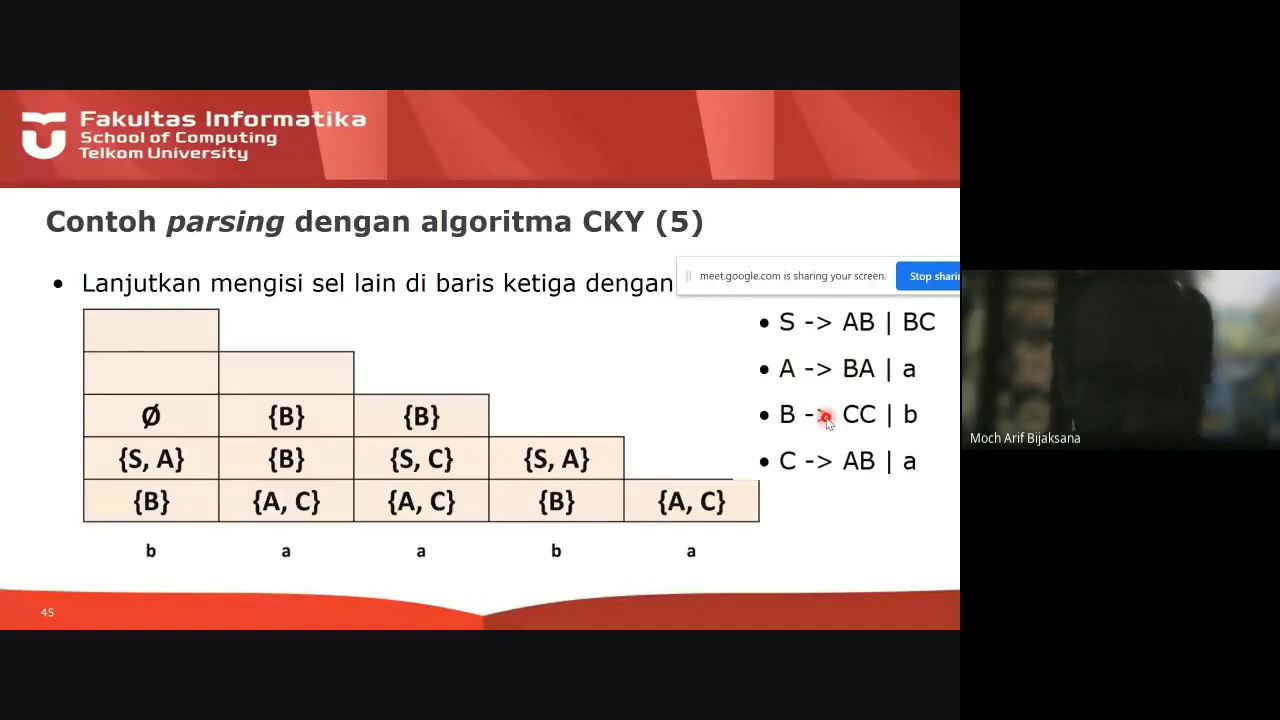 Fakultas Informatika
School of Computing
Telkom University
Contoh parsing dengan algoritma CKY (5)
• Lanjutkan mengisi sel lain di baris ketiga dengan
meet.google.com is sharing your screen.
Stop sharin
• S -> AB | BC
• A -> BA | a
• B -> CC | b
• C -> AB | a
Ø {B} {B}
{S, A} {B} {S, C} {S, A}
{B} {A, C} {A, C} {B} {A, C}
b a a b a
Moch Arif Bijaksana
45